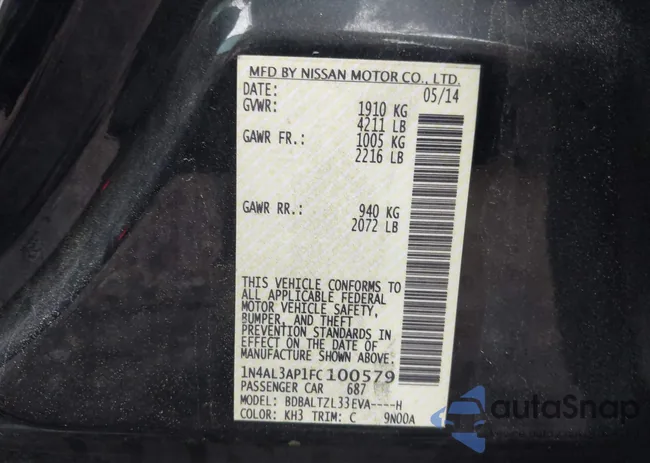 MFD BY NISSAN MOTOR CO., LTD.
DATE: 05/14
GVWR: 1910 KG
4211 LB
GAWR FR.: 1005 KG
2216 LB
GAWR RR.: 940 KG
2072 LB
THIS VEHICLE CONFORMS TO
ALL APPLICABLE FEDERAL
MOTOR VEHICLE SAFETY,
BUMPER, AND THEFT
PREVENTION STANDARDS IN
EFFECT ON THE DATE OF
MANUFACTURE SHOWN ABOVE.
1N4AL3AP1FC100579
PASSENGER CAR 687
MODEL: BDBALTZL33EVA----H
COLOR: KH3 TRIM: C 9N00A
autoSnap